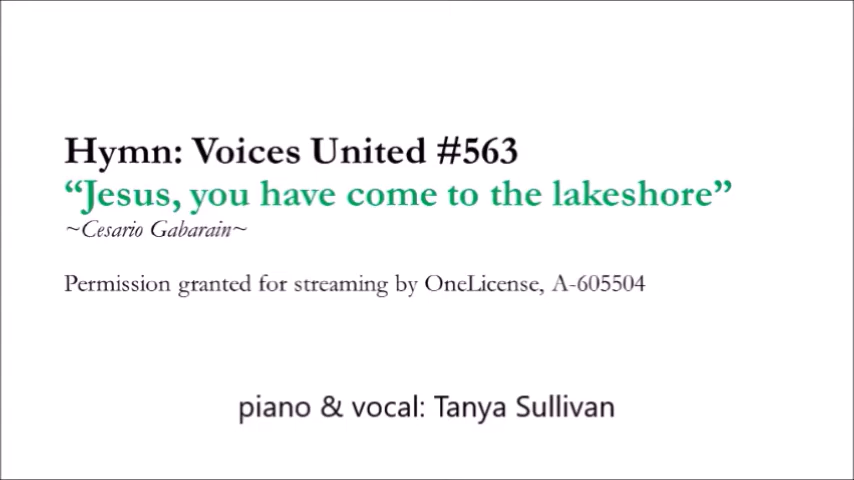 Hymn: Voices United #563
“Jesus, you have come to the lakeshore”
~Cesario Gabarain~
Permission granted for streaming by OneLicense, A-605504
piano & vocal: Tanya Sullivan